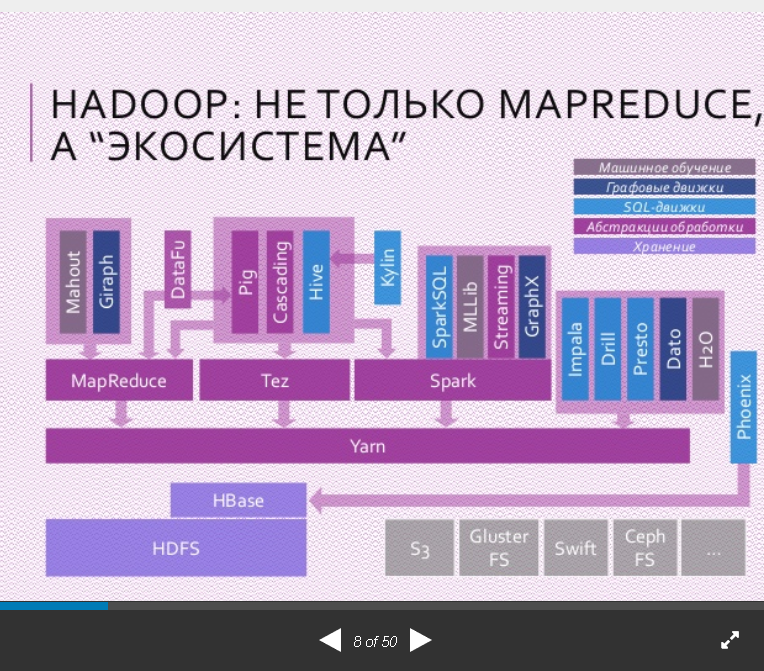 HADOOP: НЕ ТОЛЬКО MAPREDUCE,
А “ЭКОСИСТЕМА”
Машинное обучение
Графовые движки
SQL-движки
Абстракции обработки
Хранение
Mahout
Giraph
DataFu
Pig
Cascading
Hive
Kylin
SparkSQL
MLLib
Streaming
GraphX
Impala
Drill
Presto
Dato
H2O
Phoenix
MapReduce
Tez
Spark
Yarn
HBase
HDFS
S3
Gluster
FS
Swift
Ceph
FS
...
8 of 50